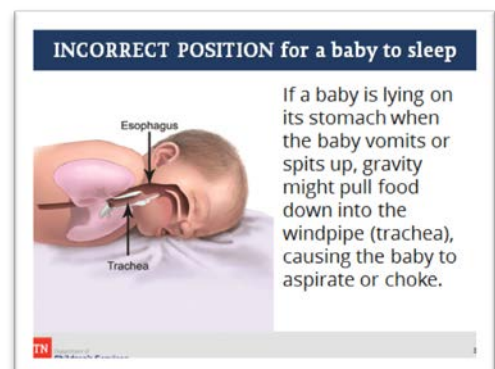 INCORRECT POSITION for a baby to sleep
Esophagus
Trachea
If a baby is lying on
its stomach when
the baby vomits or
spits up, gravity
might pull food
down into the
windpipe (trachea),
causing the baby to
aspirate or choke.
TN